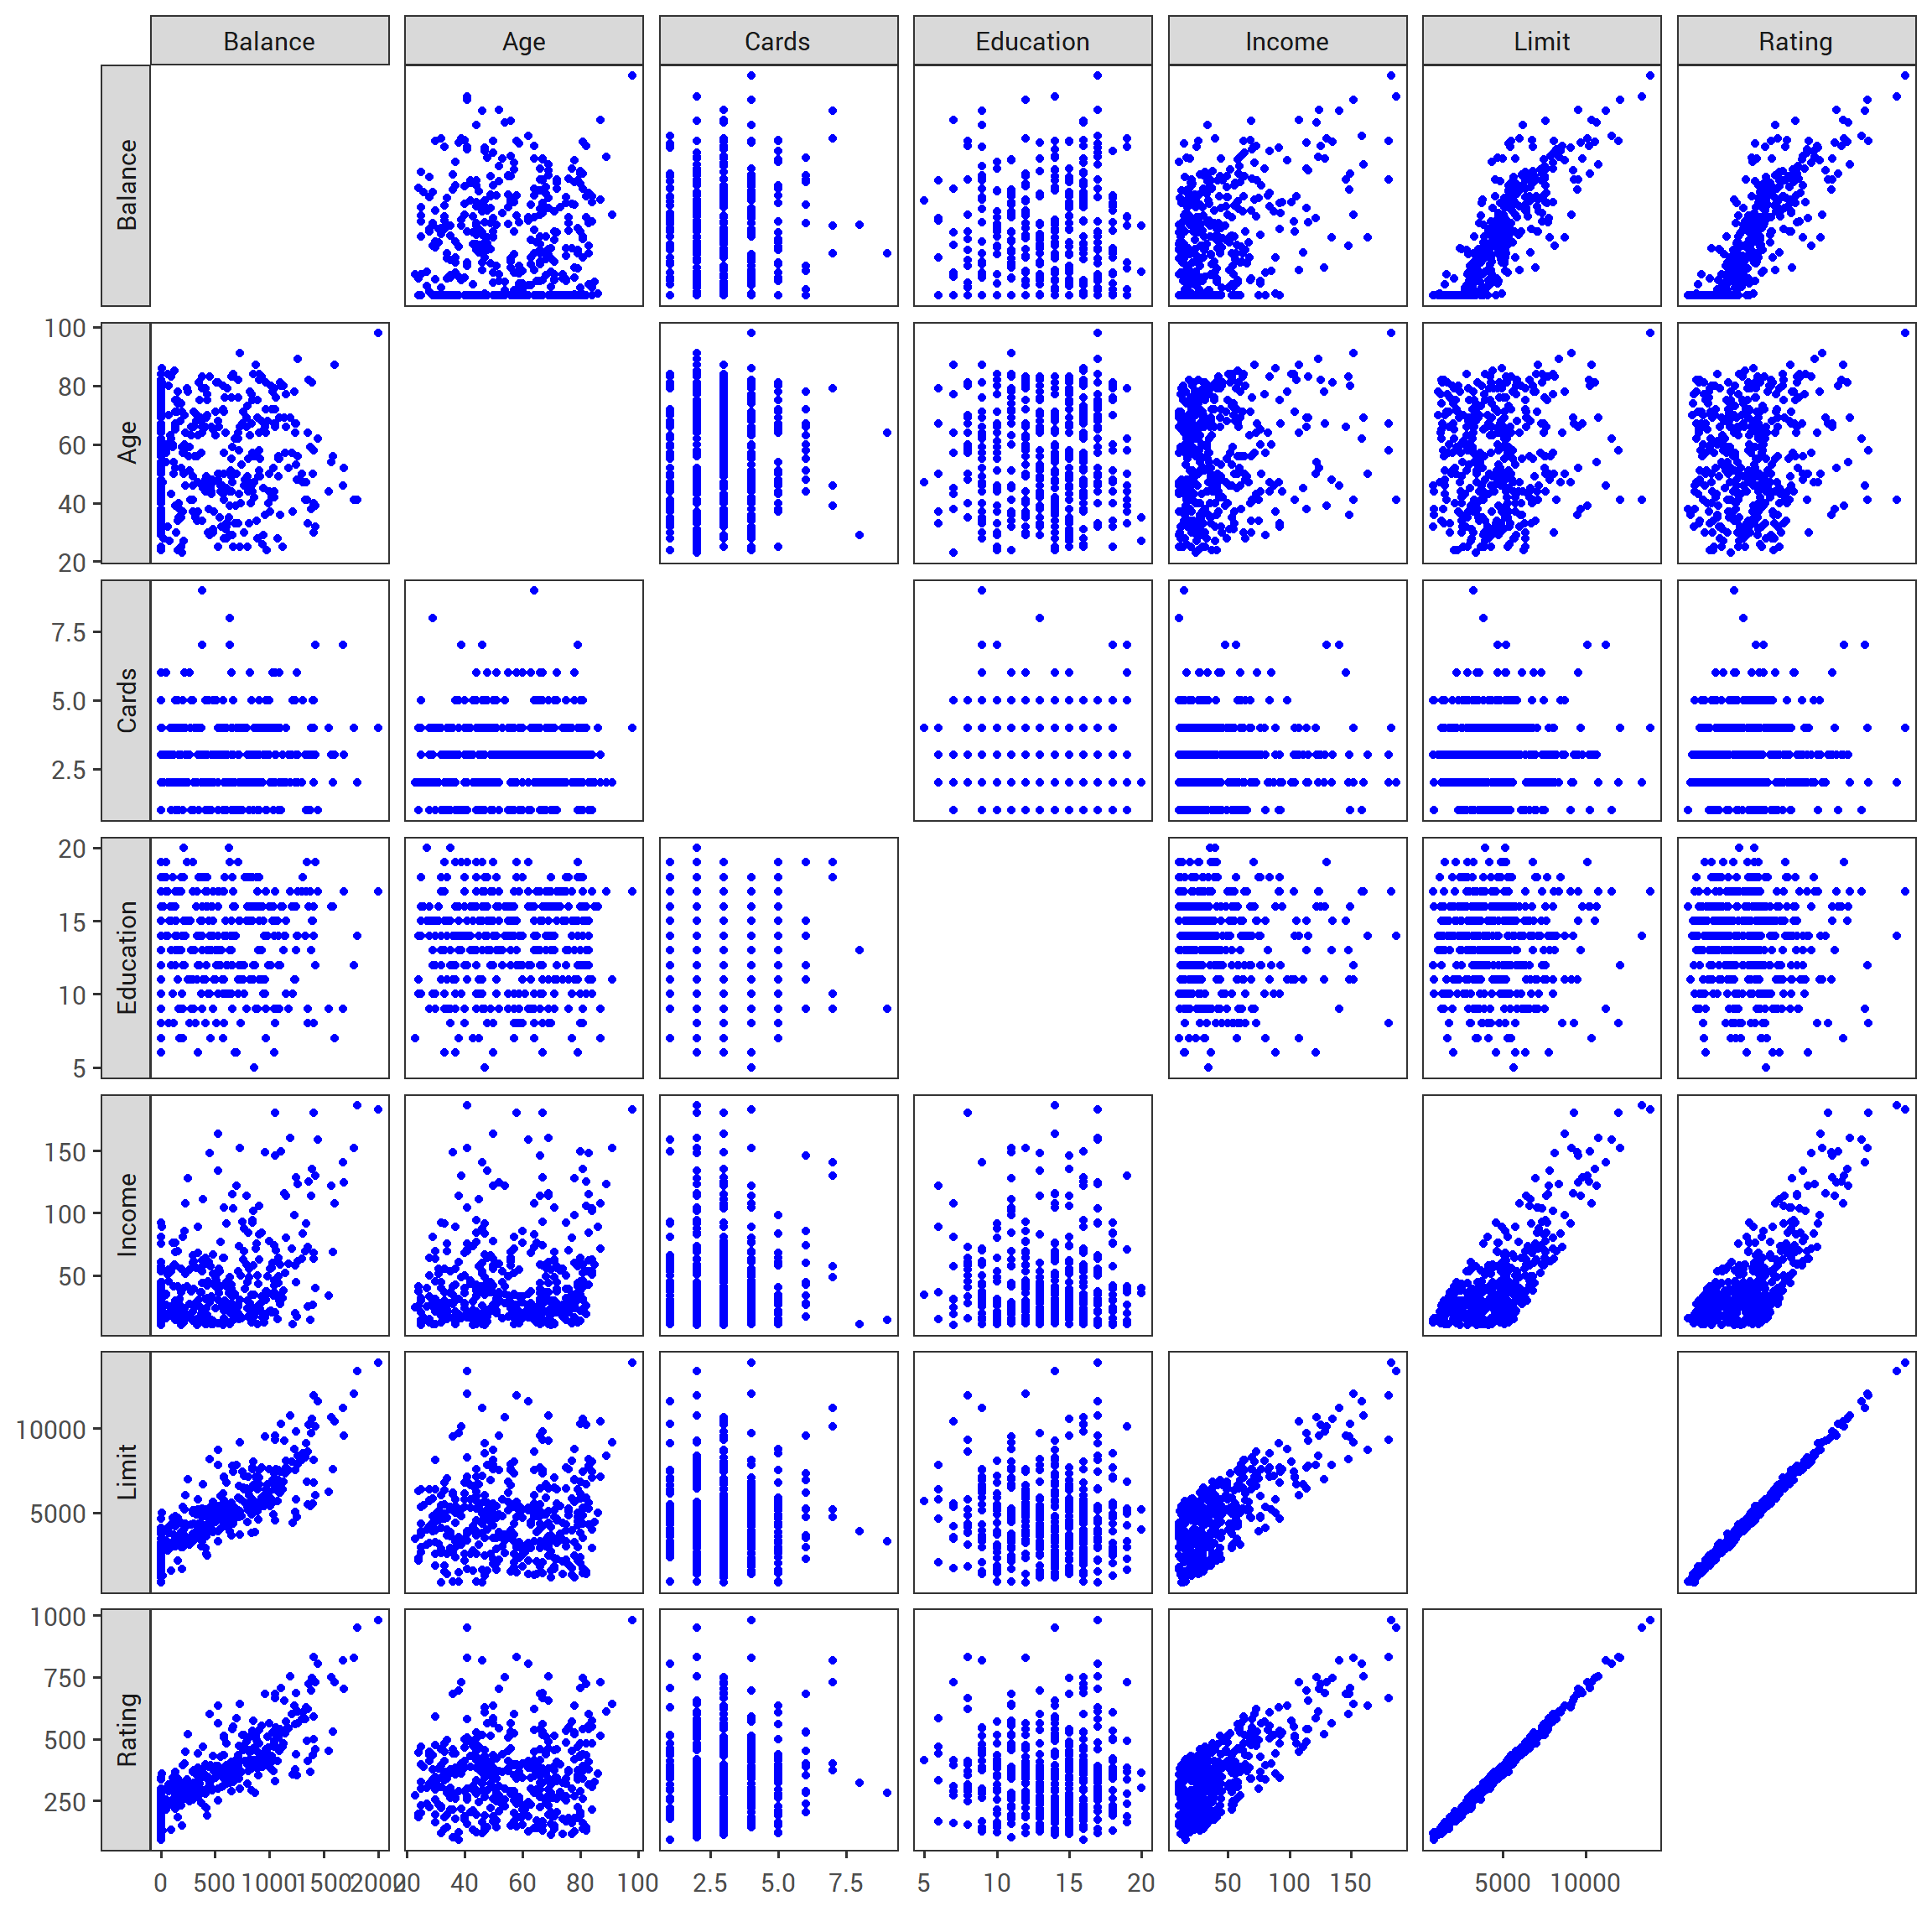 Balance Age Cards Education Income Limit Rating
Balance
100
80
60
40
20
Age
7.5
5.0
2.5
Cards
20
15
10
5
Education
150
100
50
Income
10000
5000
Limit
1000
750
500
250
Rating
0 500 1000 1500 2000 20 40 60 80 100 2.5 5.0 7.5 5 10 15 20 50 100 150 5000 10000